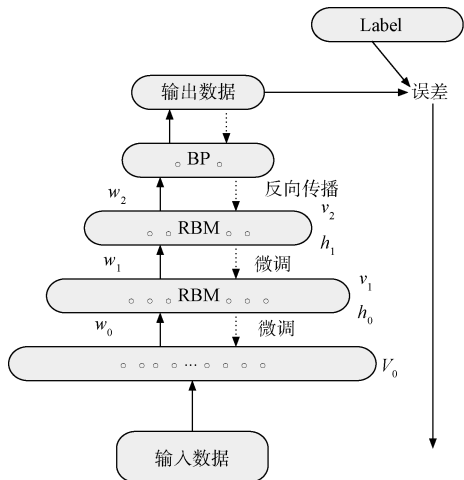 Label
输出数据
误差
BP
反向传播
w2
v2
RBM
h1
w1
微调
v1
RBM
h0
w0
微调
...
V0
输入数据